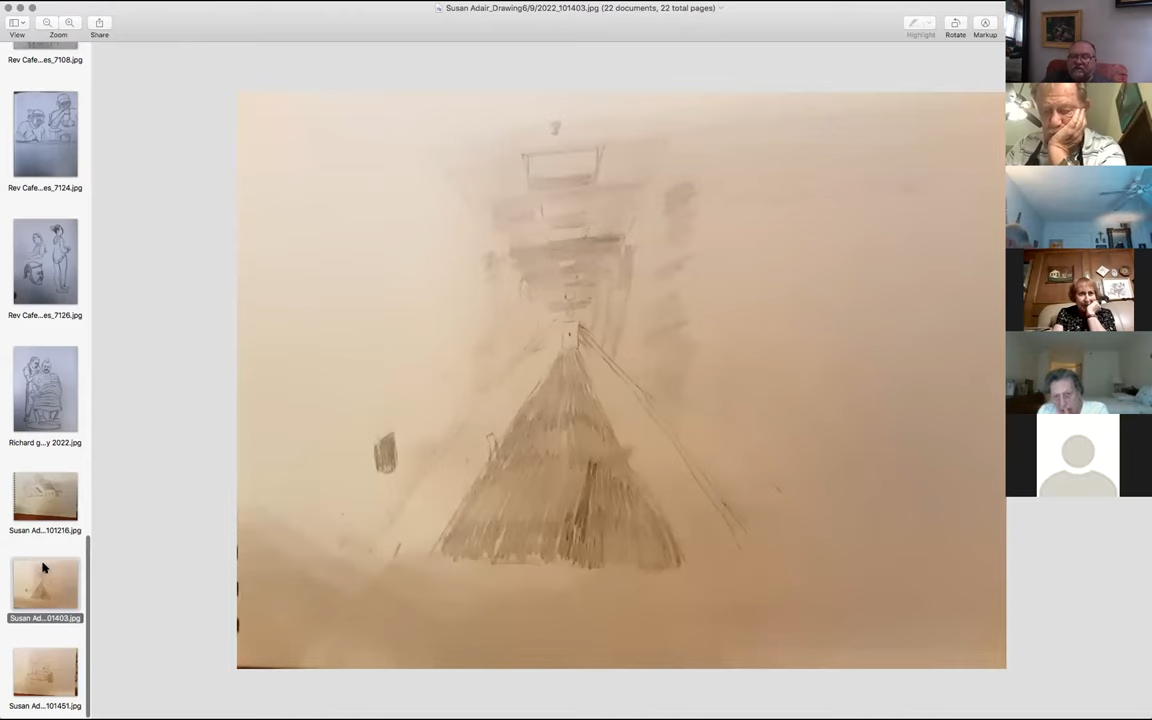 Susan Adair_Drawing6/9/2022_101403.jpg (22 documents, 22 total pages)
View
Zoom
Share
Highlight
Rotate
Markup
Rev Cafe...es_7108.jpg
Rev Cafe...es_7124.jpg
Rev Cafe...es_7126.jpg
Richard g...y 2022.jpg
Susan Ad...101216.jpg
Susan Ad...01403.jpg
Susan Ad...101451.jpg